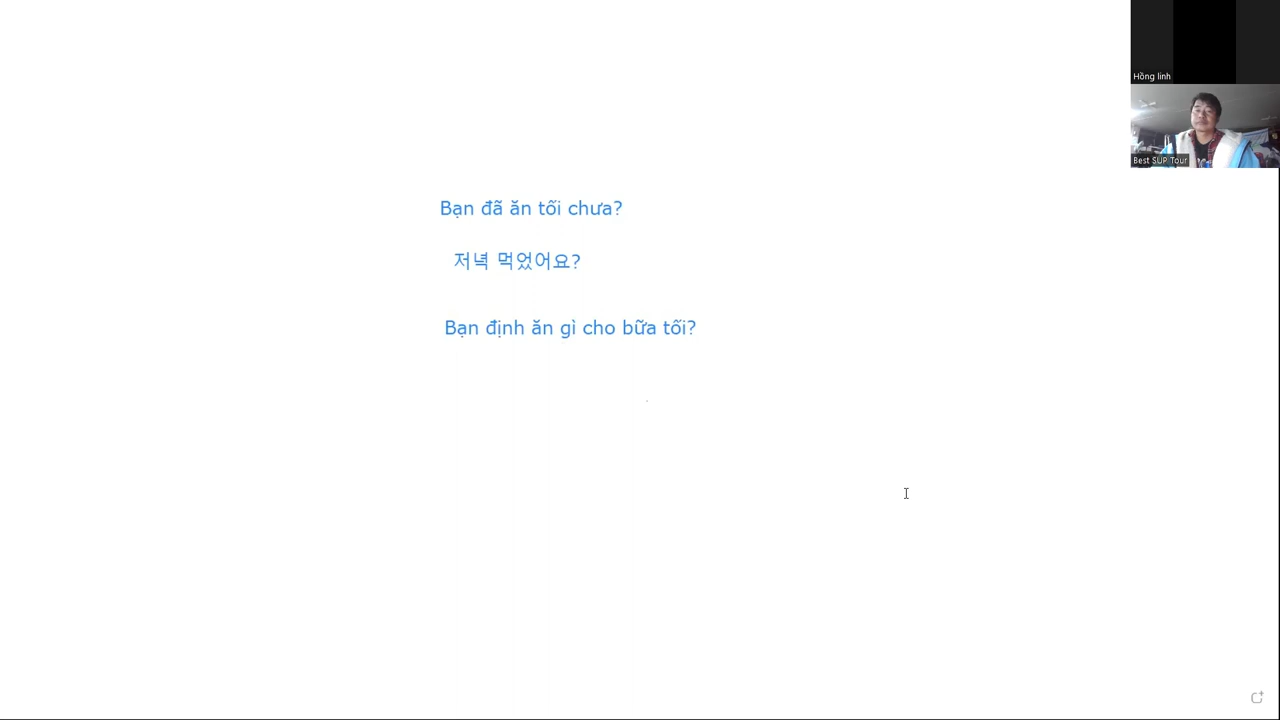 Hồng linh
Best SUP Tour
Bạn đã ăn tối chưa?
저녁 먹었어요?
Bạn định ăn gì cho bữa tối?